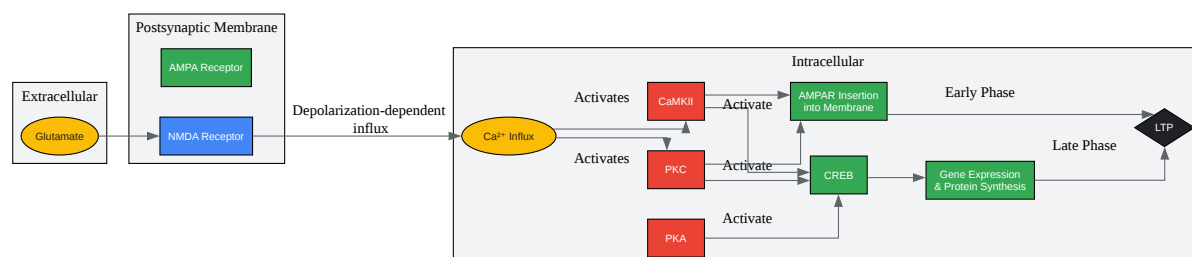 Postsynaptic Membrane
AMPA Receptor
Extracellular
Glutamate
NMDA Receptor
Depolarization-dependent
influx
Intracellular
Ca²⁺ Influx
Activates
Activates
CaMKII
PKC
PKA
Activate
Activate
Activate
AMPAR Insertion
into Membrane
CREB
Gene Expression
& Protein Synthesis
Early Phase
Late Phase
LTP